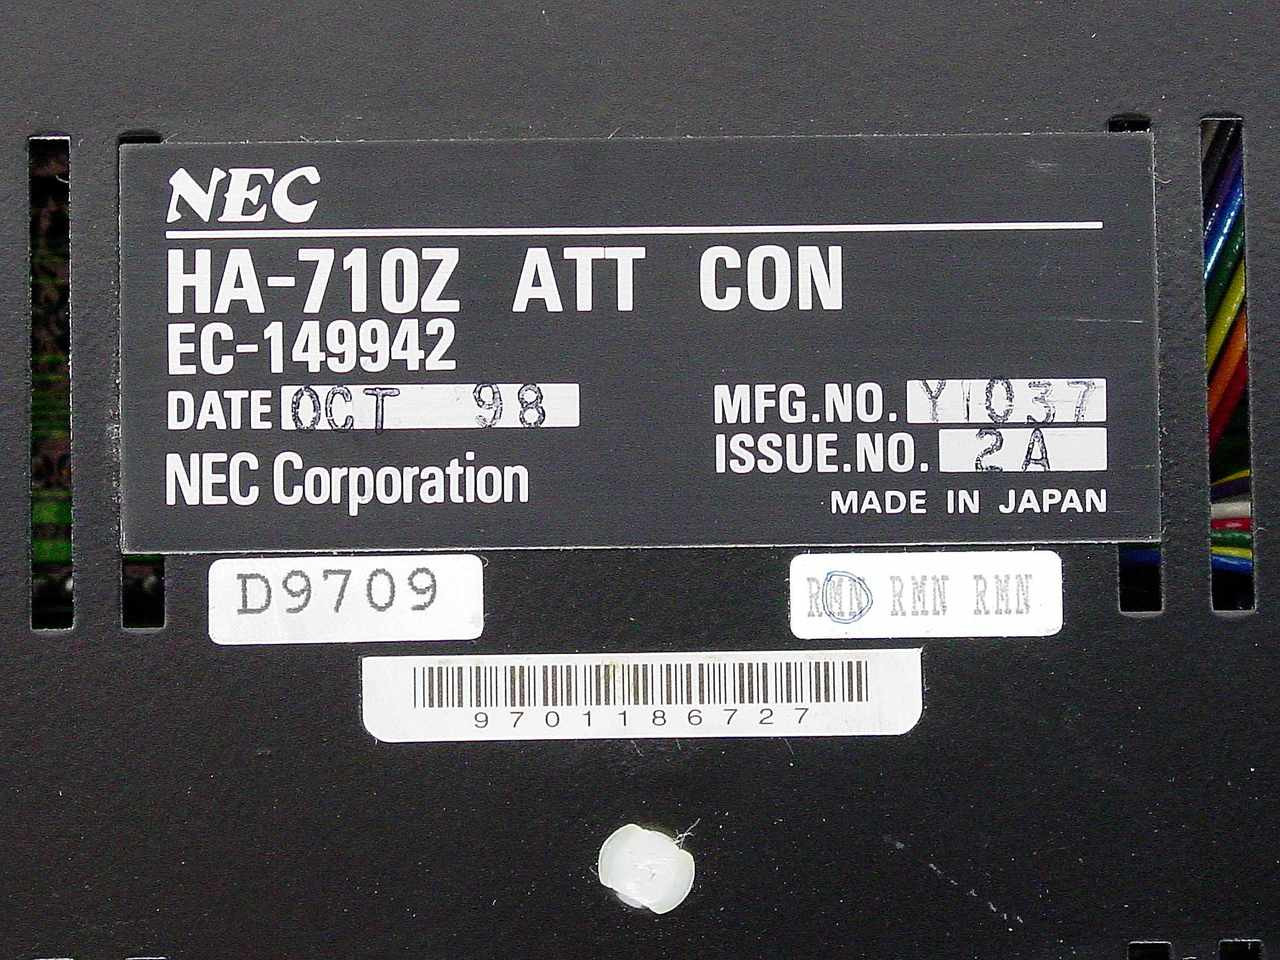 NEC
HA-710Z ATT CON
EC-149942
DATE OCT 98
MFG.NO. Y1037
ISSUE.NO. 2A
NEC Corporation
MADE IN JAPAN
D9709
RMN RMN RMN
9701186727